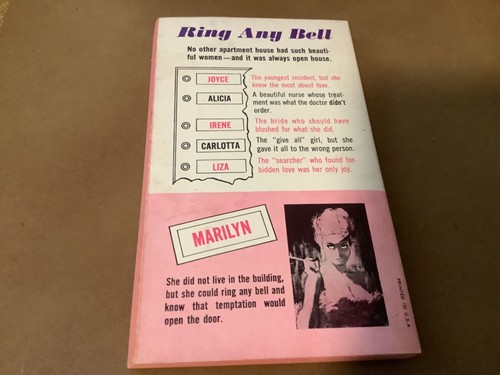 Ring Any Bell
No other apartment house had such beauti-
ful women—and it was always open house.
JOYCE
The youngest resident, but she
knew the most about love.
ALICIA
A beautiful nurse whose treat-
ment was what the doctor didn't
order.
IRENE
The bride who should have
blushed for what she did.
CARLOTTA
The "give all" girl, but she
gave it all to the wrong person.
LIZA
The "searcher" who found for-
bidden love was her only joy.
MARILYN
She did not live in the building,
but she could ring any bell and
know that temptation would
open the door.
PRINTED IN U.S.A.